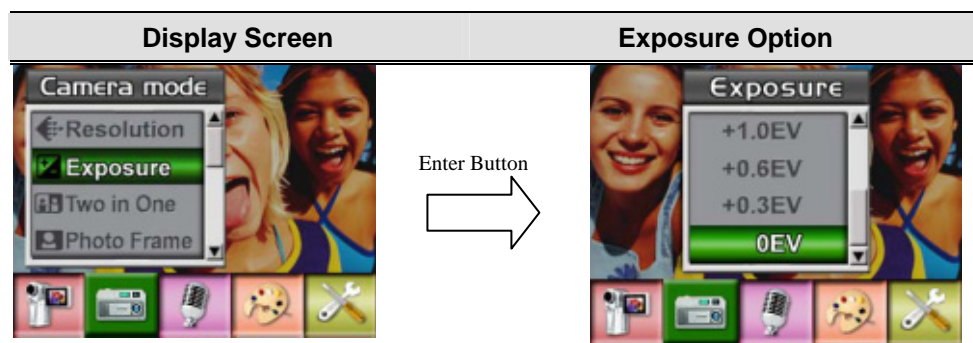 Display Screen
Exposure Option
Camera mode
Resolution
Exposure
Two in One
Photo Frame
Enter Button
Exposure
+1.0EV
+0.6EV
+0.3EV
0EV